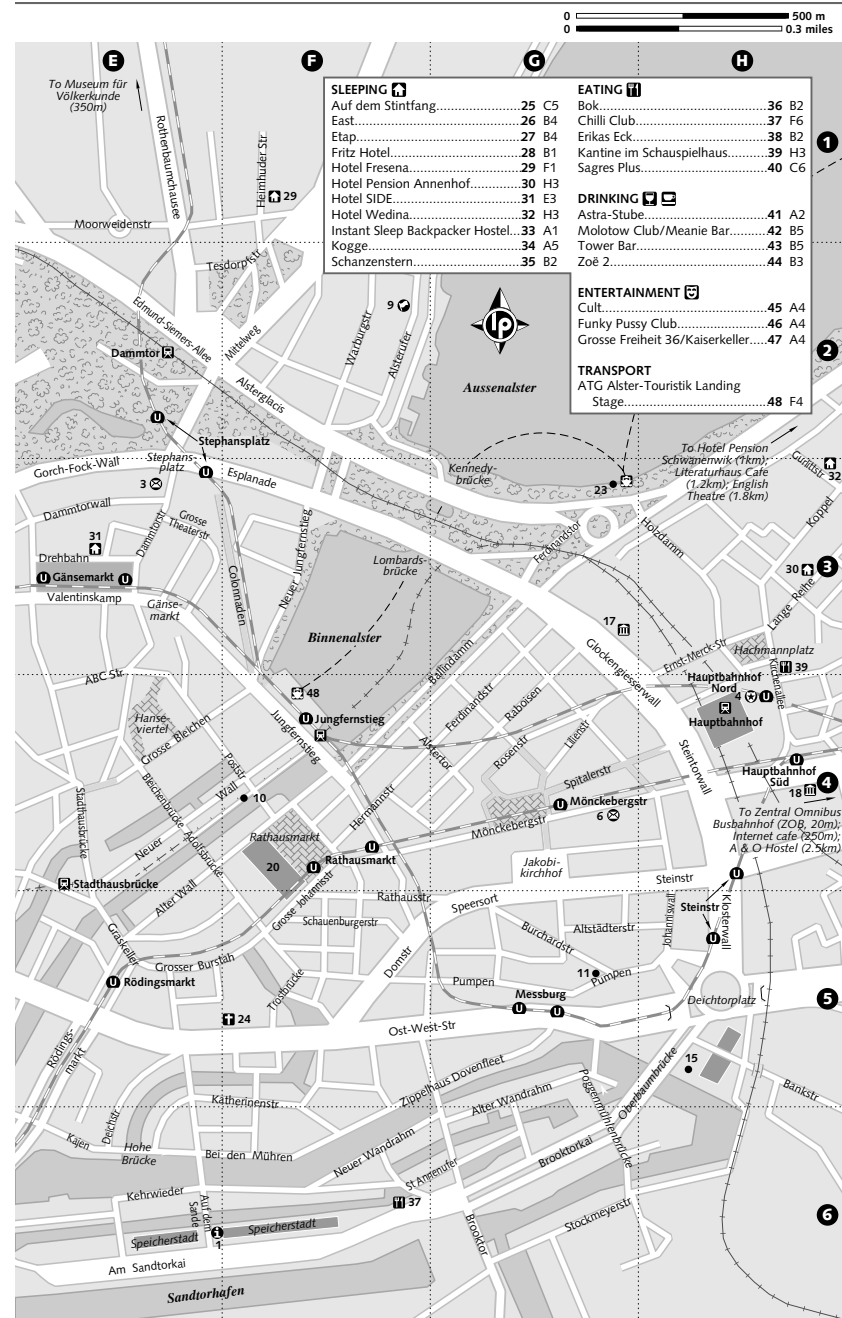 0 500 m
0 0.3 miles
E F G H
To Museum für
Völkerkunde
(350m)
SLEEPING
Auf dem Stintfang 25 C5
East 26 B4
Etap 27 B4
Fritz Hotel 28 B1
Hotel Fresena 29 F1
Hotel Pension Annenhof 30 H3
Hotel SIDE 31 E3
Hotel Wedina 32 H3
Instant Sleep Backpacker Hostel 33 A1
Kogge 34 A5
Schanzenstern 35 B2
EATING
Bok 36 B2
Chilli Club 37 F6
Erikas Eck 38 B2
Kantine im Schauspielhaus 39 H3
Sagres Plus 40 C6
DRINKING
Astra-Stube 41 A2
Molotow Club/Meanie Bar 42 B5
Tower Bar 43 B5
Zoë 2 44 B3
ENTERTAINMENT
Cult 45 A4
Funky Pussy Club 46 A4
Grosse Freiheit 36/Kaiserkeller 47 A4
TRANSPORT
ATG Alster-Touristik Landing
Stage 48 F4
1
Rothenbaumchaussee
Heimhuder Str
29
Moorweidenstr
Tesdorpfstr
Edmund-Siemers-Allee
Mittelweg
9
Warburgstr
Alsterufer
lp
Aussenalster
2
Dammtor
Alsterglacis
Stephansplatz
Stephans-
platz
Gorch-Fock-Wall
Esplanade
3
Kennedy-
brücke
23
To Hotel Pension
Schwanenwik (1km);
Literaturhaus Cafe
(1.2km); English
Theatre (1.8km)
Gurlittstr
32
Koppel
Dammtorwall
Dammtorstr
Grosse
Theaterstr
31
Drehbahn
Gänsemarkt
Valentinskamp
Gänse-
markt
Colonnaden
Neuer Jungfernstieg
Lombards-
brücke
Ferdinandstor
Holzdamm
30
3
Lange Reihe
Binnenalster
17
Glockengiesserwall
Ernst-Merck-Str
Hachmannplatz
39
Kirchenallee
ABC Str
Hanse-
viertel
Grosse Bleichen
48
Jungfernstieg
Jungfernstieg
Ballindamm
Ferdinandstr
Raboisen
Alstertor
Rosenstr
Lilienstr
Hauptbahnhof
Nord
4
Hauptbahnhof
Steintorwall
Spitalerstr
Hauptbahnhof
Süd
18
4
Poststr
Wall
10
Bleichenbrücke
Adolfsbrücke
Stadthausbrücke
Neuer
Hermannstr
Mönckebergstr
6
Mönckebergstr
To Zentral Omnibus
Busbahnhof (ZOB, 20m);
Internet cafe (250m);
A & O Hostel (2.5km)
Rathausmarkt
20
Rathausmarkt
Jakobi-
kirchhof
Steinstr
Stadthausbrücke
Alter Wall
Grosse Johannisstr
Rathausstr
Speersort
Steinstr
Klosterwall
Johanniswall
Schauenburgerstr
Altstädterstr
Burchardstr
Graskeller
Grosser Burstah
Domstr
11
Pumpen
Pumpen
Rödingsmarkt
Trostbrücke
Messburg
Deichtorplatz
5
24
Ost-West-Str
Rödings-
markt
15
Zippelhaus
Dovenfleet
Poggenmühlenbrücke
Oberbaumbrücke
Bankstr
Katherinenstr
Alter Wandrahm
Deichstr
Kajen
Hohe
Brücke
Bei den Mühren
Neuer Wandrahm
St Annenufer
Brooktorkai
Kehrwieder
37
Auf dem
Sande
Speicherstadt
Speicherstadt
1
Brooktor
Stockmeyerstr
6
Am Sandtorkai
Sandtorhafen